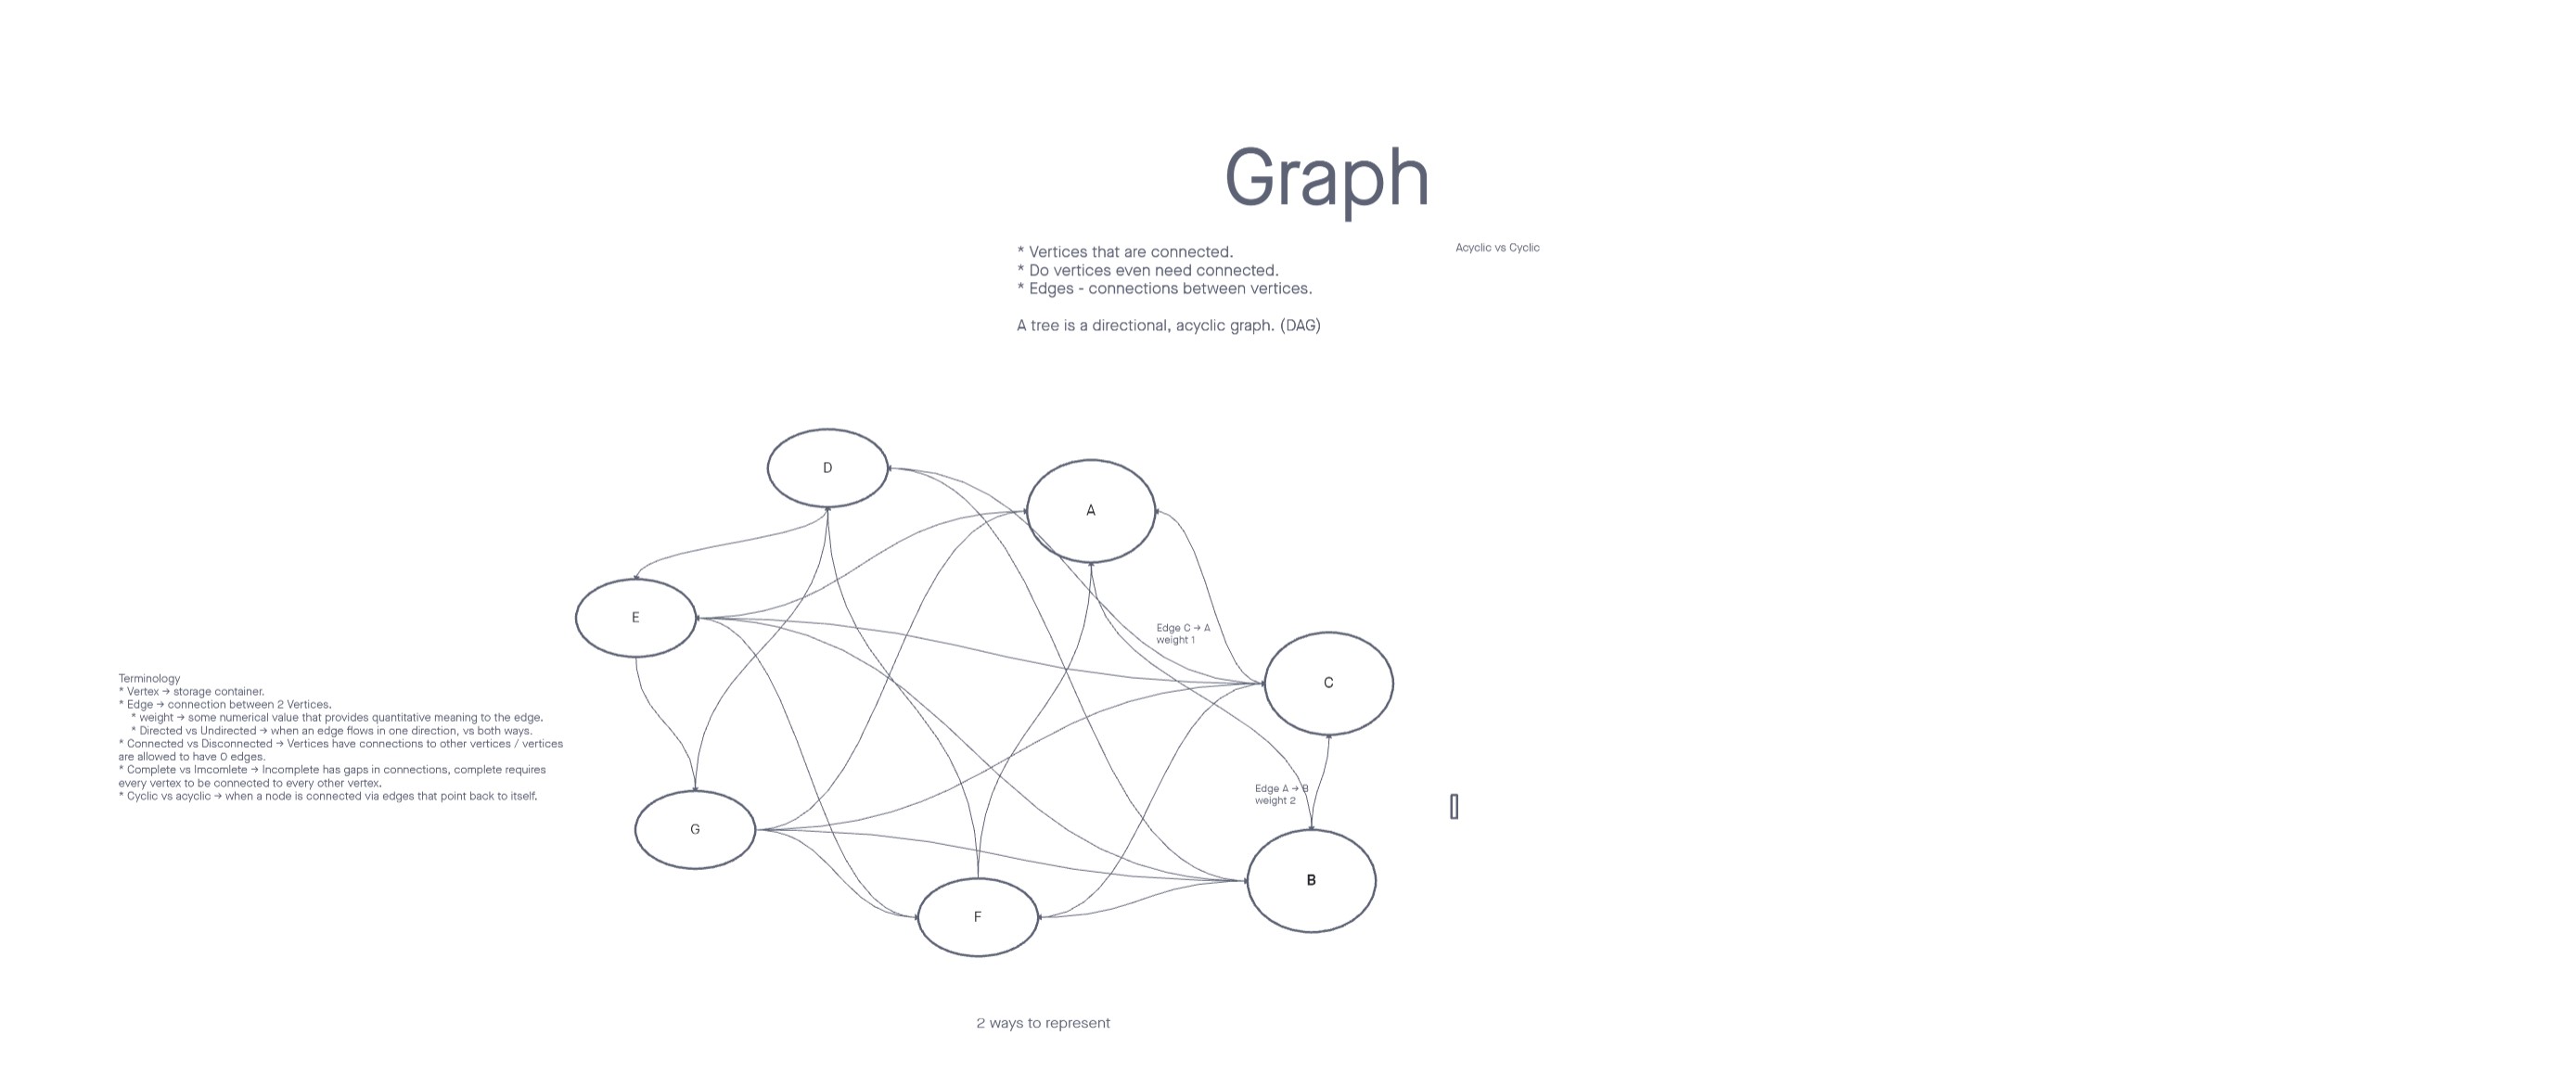 Graph
* Vertices that are connected.
* Do vertices even need connected.
* Edges - connections between vertices.
A tree is a directional, acyclic graph. (DAG)
Acyclic vs Cyclic
D
A
E
Edge C → A
weight 1
C
Terminology
* Vertex → storage container.
* Edge → connection between 2 Vertices.
* weight → some numerical value that provides quantitative meaning to the edge.
* Directed vs Undirected → when an edge flows in one direction, vs both ways.
* Connected vs Disconnected → Vertices have connections to other vertices / vertices
are allowed to have 0 edges.
* Complete vs Imcomlete → Incomplete has gaps in connections, complete requires
every vertex to be connected to every other vertex.
* Cyclic vs acyclic → when a node is connected via edges that point back to itself.
Edge A → B
weight 2
G
B
F
2 ways to represent